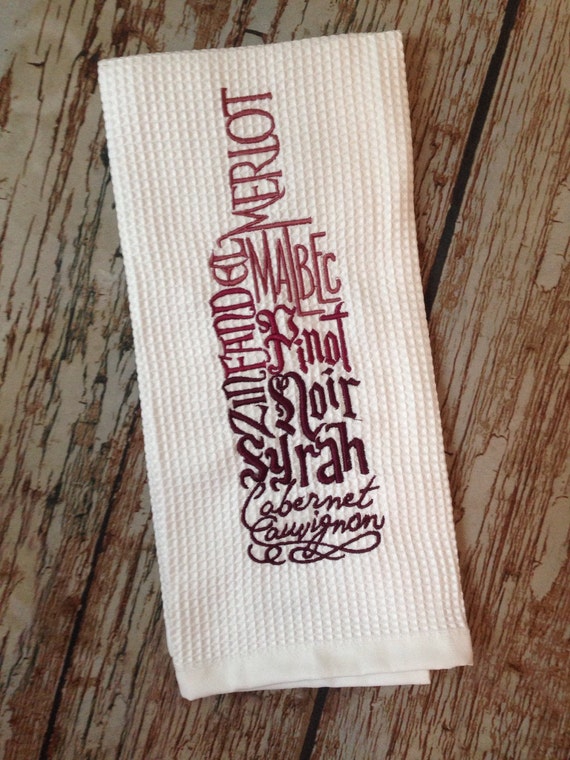 MERLOT
ZINFANDEL
MALBEC
Pinot
Noir
Syrah
Cabernet
Sauvignon